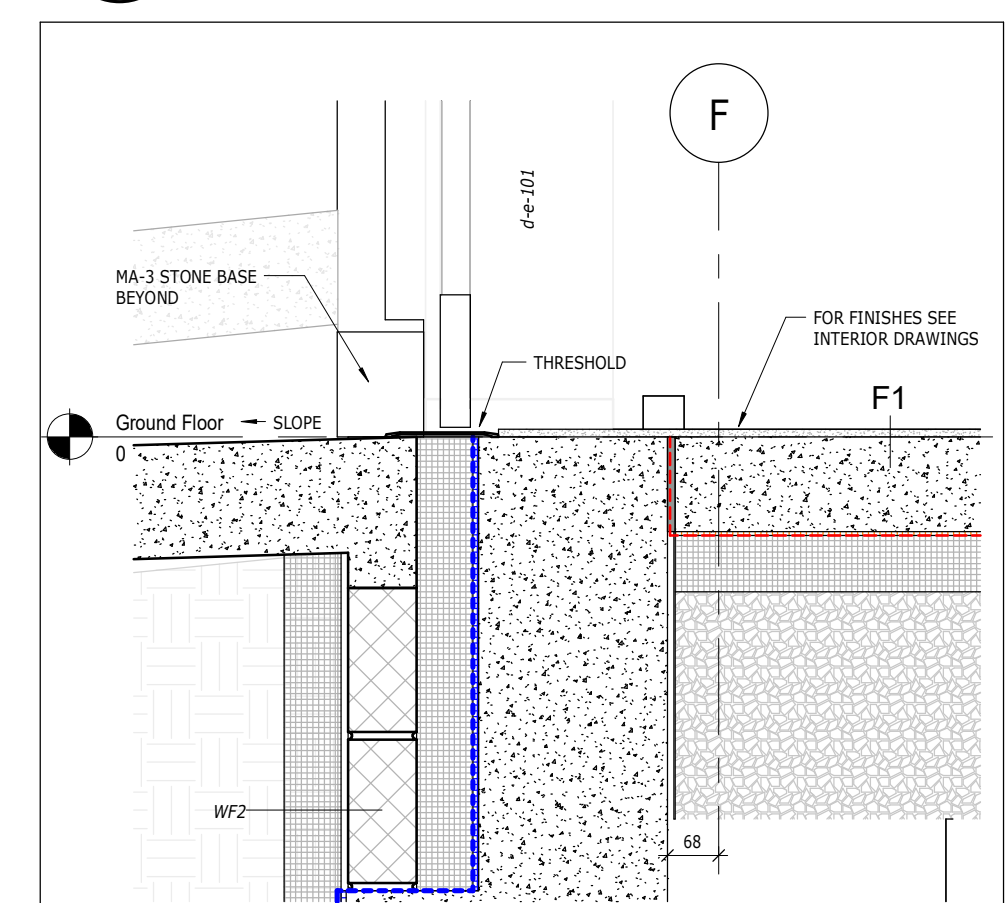 F
d-e-101
MA-3 STONE BASE
BEYOND
FOR FINISHES SEE
INTERIOR DRAWINGS
THRESHOLD
F1
Ground Floor
SLOPE
0
WF2
68